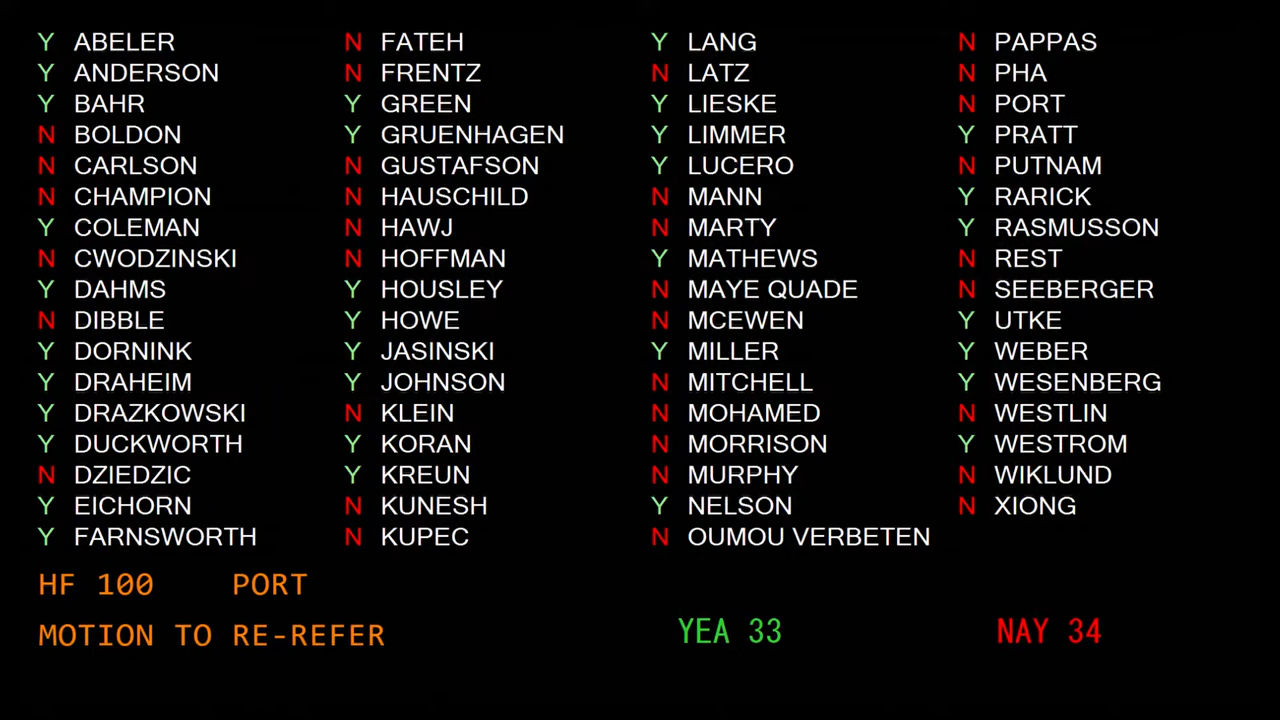 Y ABELER
Y ANDERSON
Y BAHR
N BOLDON
N CARLSON
N CHAMPION
Y COLEMAN
N CWODZINSKI
Y DAHMS
N DIBBLE
Y DORNINK
Y DRAHEIM
Y DRAZKOWSKI
Y DUCKWORTH
N DZIEDZIC
Y EICHORN
Y FARNSWORTH
N FATEH
N FRENTZ
Y GREEN
Y GRUENHAGEN
N GUSTAFSON
N HAUSCHILD
N HAWJ
N HOFFMAN
Y HOUSLEY
Y HOWE
Y JASINSKI
Y JOHNSON
N KLEIN
Y KORAN
Y KREUN
N KUNESH
N KUPEC
Y LANG
N LATZ
Y LIESKE
Y LIMMER
Y LUCERO
N MANN
N MARTY
Y MATHEWS
N MAYE QUADE
N MCEWEN
Y MILLER
N MITCHELL
N MOHAMED
N MORRISON
N MURPHY
Y NELSON
N OUMOU VERBETEN
N PAPPAS
N PHA
N PORT
Y PRATT
N PUTNAM
Y RARICK
Y RASMUSSON
N REST
N SEEBERGER
Y UTKE
Y WEBER
Y WESENBERG
N WESTLIN
Y WESTROM
N WIKLUND
N XIONG
HF 100 PORT
MOTION TO RE-REFER
YEA 33
NAY 34